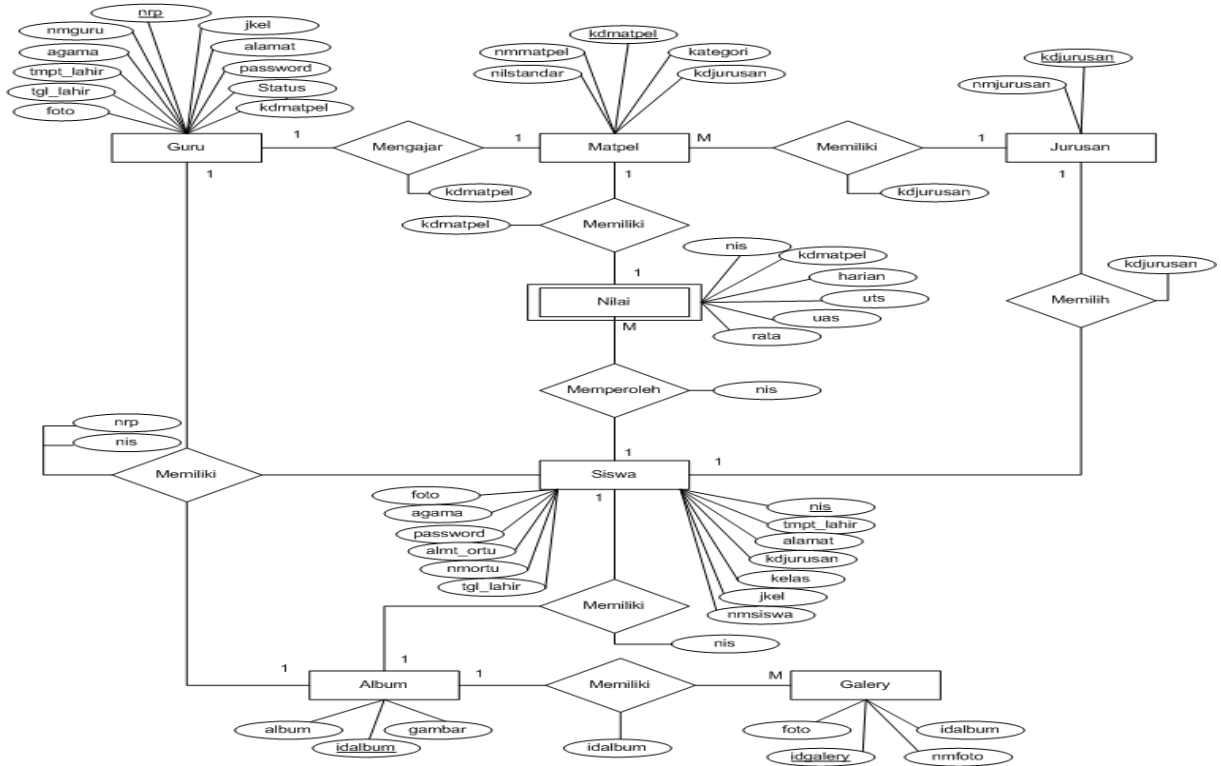 nrp
nmguru
jkel
agama
alamat
tmpt_lahir
password
tgl_lahir
Status
foto
kdmatpel
kdmatpel
nmmatpel
kategori
nilstandar
kdjurusan
kdjurusan
nmjurusan
Guru
1
Mengajar
1
Matpel
M
Memiliki
1
Jurusan
1
1
1
kdmatpel
kdjurusan
kdmatpel
Memiliki
nis
kdmatpel
harian
uts
uas
rata
1
Nilai
M
kdjurusan
Memilih
Memperoleh
nis
nrp
nis
Memiliki
1
Siswa
1
1
foto
agama
password
almt_ortu
nmortu
tgl_lahir
nis
tmpt_lahir
alamat
kdjurusan
kelas
jkel
nmsiswa
Memiliki
nis
1
1
Album
1
Memiliki
M
Galery
album
idalbum
gambar
idalbum
foto
idalbum
idgalery
nmfoto